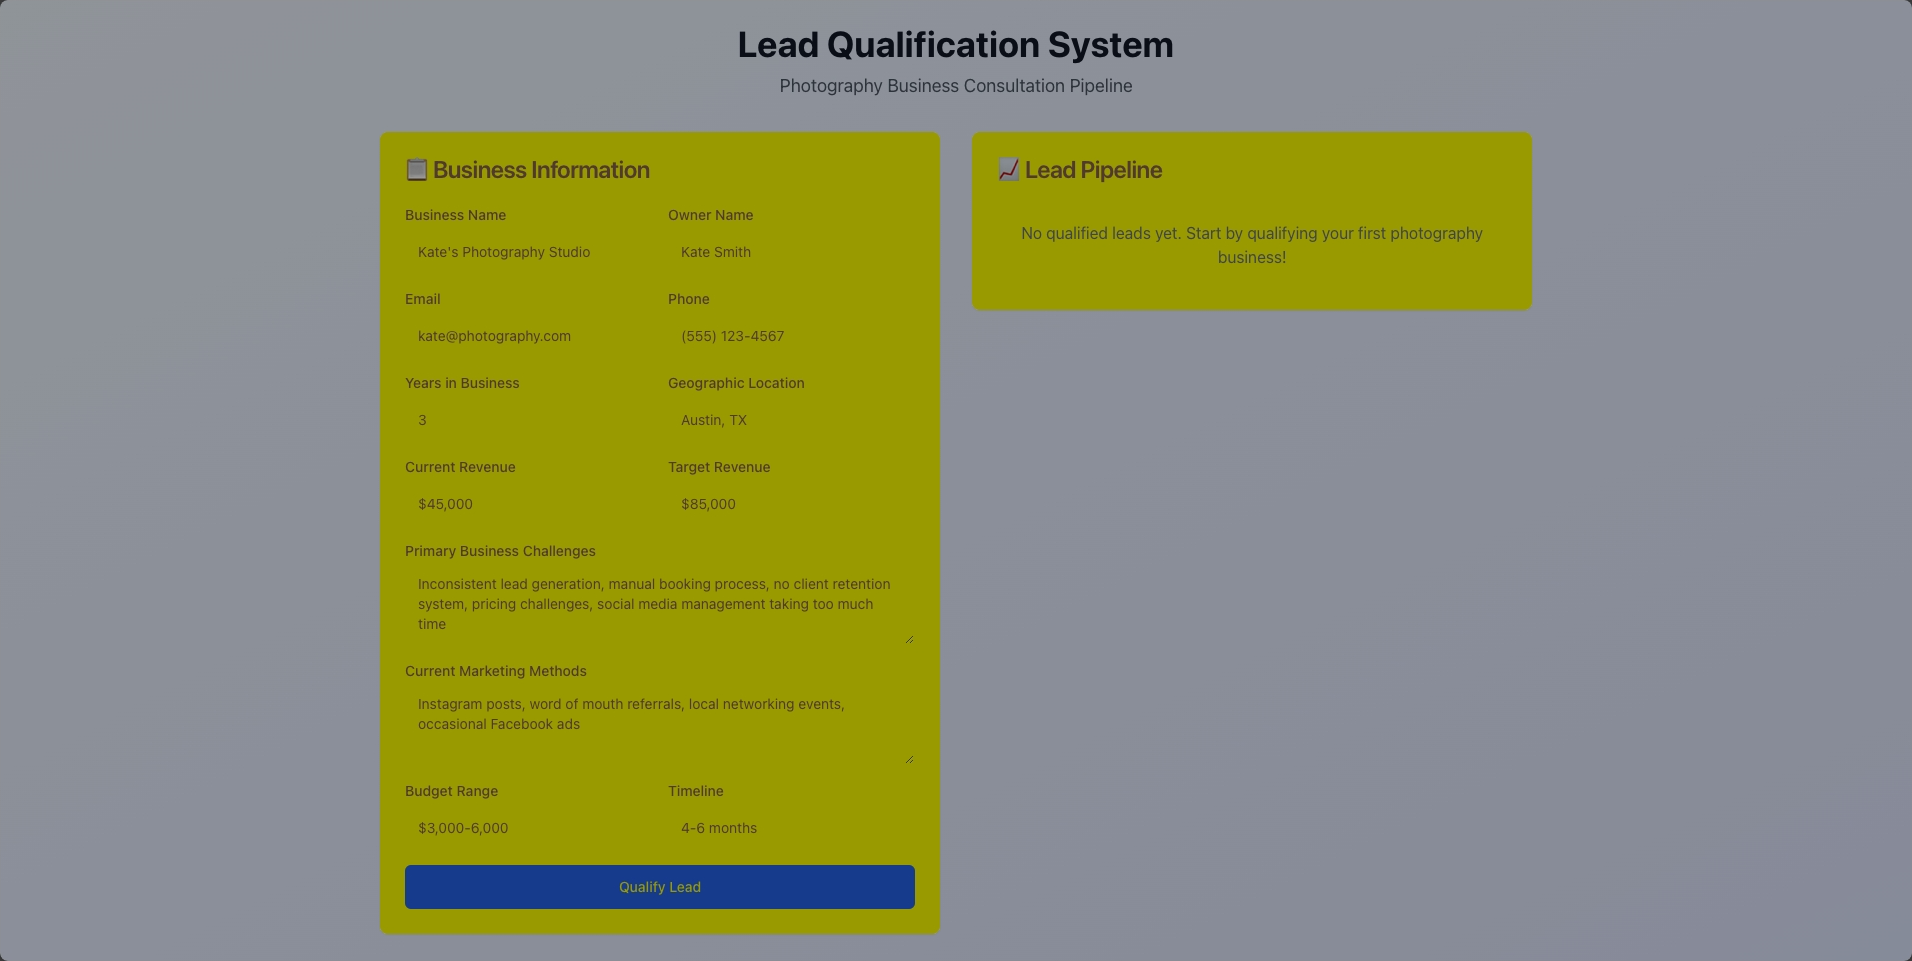 Lead Qualification System
Photography Business Consultation Pipeline
Business Information
Business Name
Owner Name
Kate's Photography Studio
Kate Smith
Email
Phone
kate@photography.com
(555) 123-4567
Years in Business
Geographic Location
3
Austin, TX
Current Revenue
Target Revenue
$45,000
$85,000
Primary Business Challenges
Inconsistent lead generation, manual booking process, no client retention
system, pricing challenges, social media management taking too much
time
Current Marketing Methods
Instagram posts, word of mouth referrals, local networking events,
occasional Facebook ads
Budget Range
Timeline
$3,000-6,000
4-6 months
Qualify Lead
Lead Pipeline
No qualified leads yet. Start by qualifying your first photography
business!